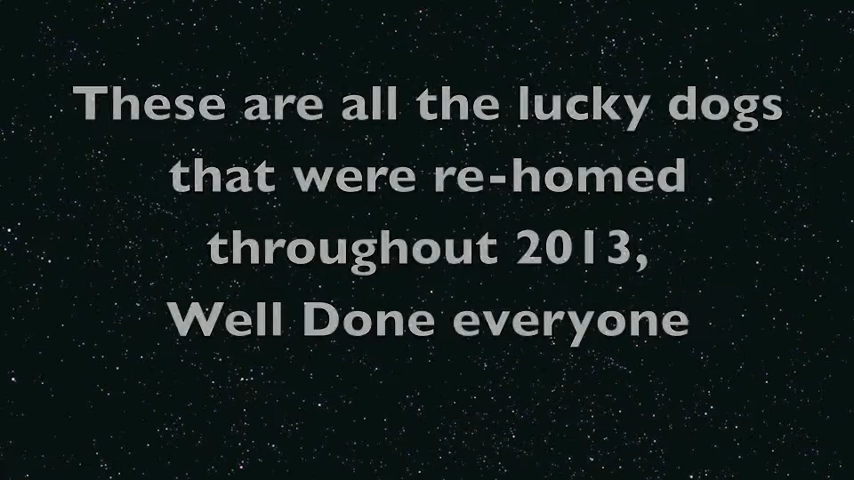 These are all the lucky dogs
that were re-homed
throughout 2013,
Well Done everyone